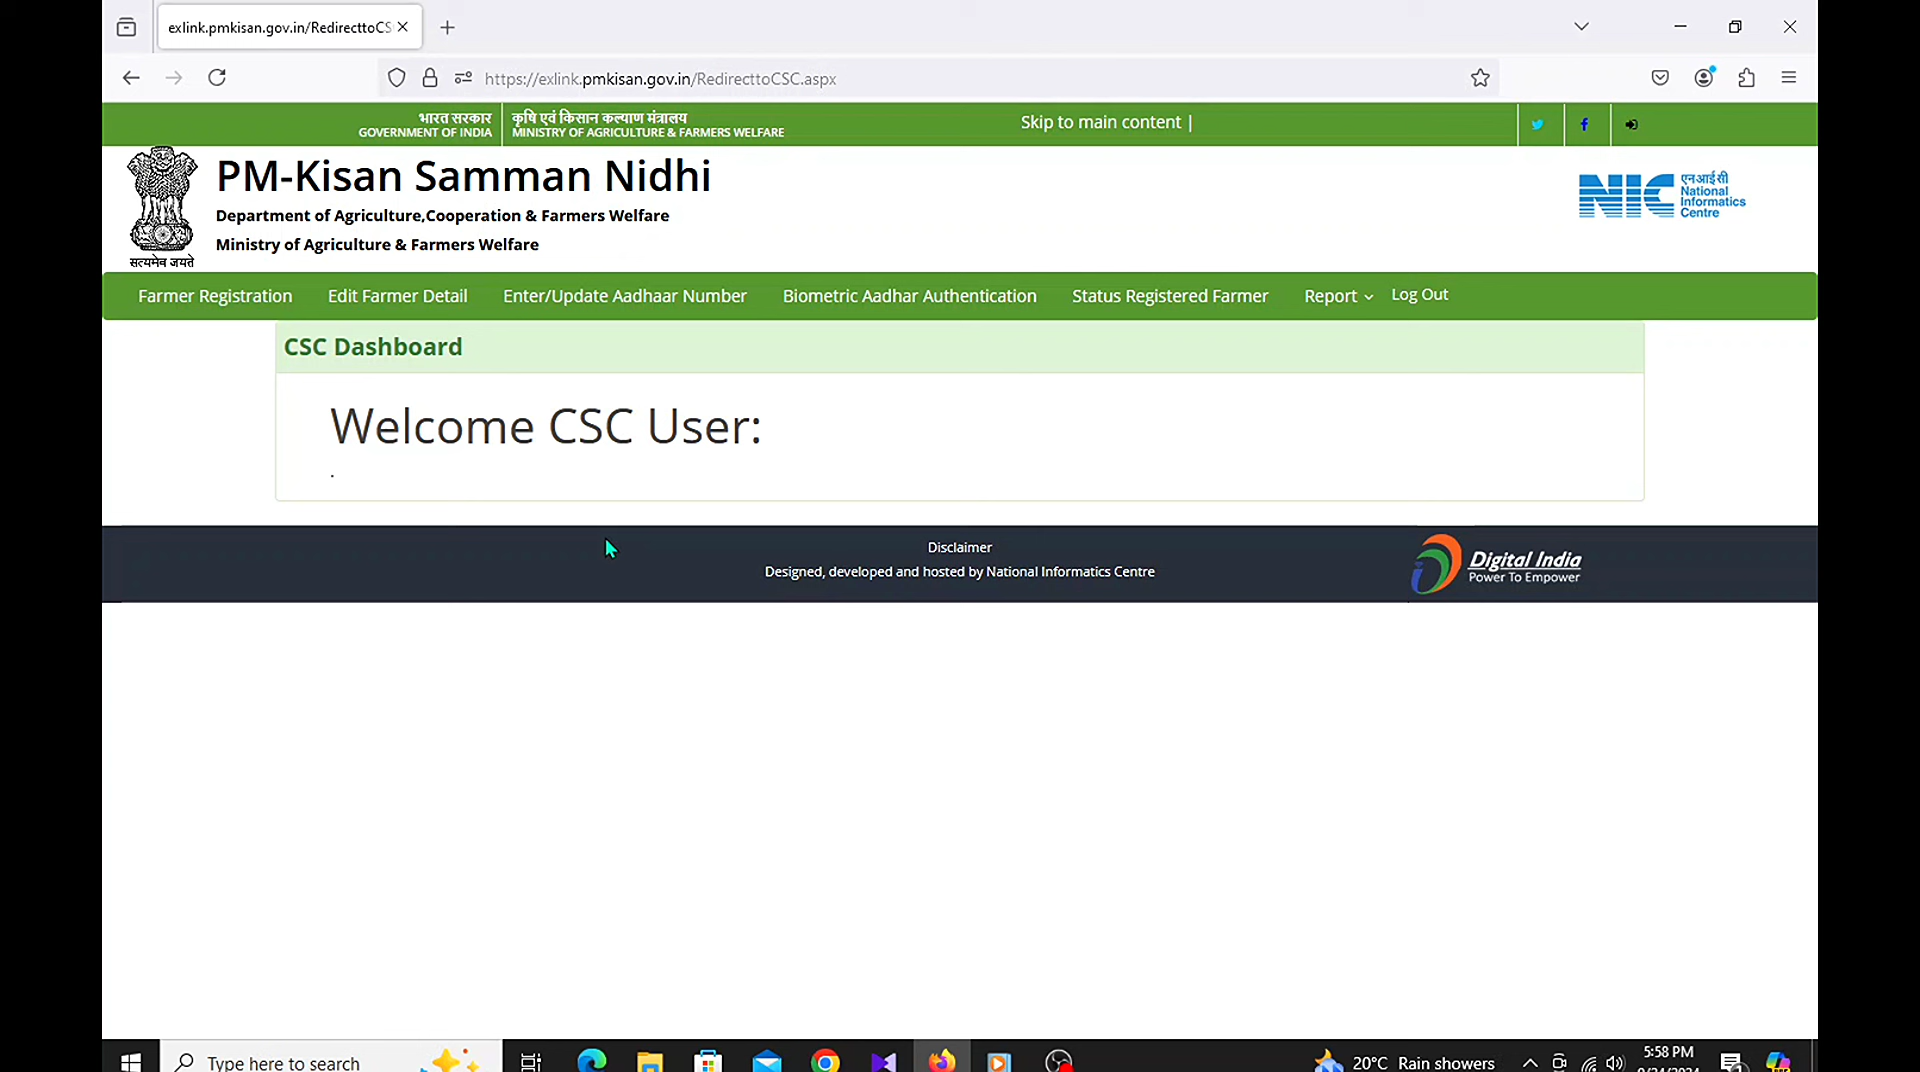 exlink.pmkisan.gov.in/RedirecttoCS
https://exlink.pmkisan.gov.in/RedirecttoCSC.aspx
भारत सरकार
GOVERNMENT OF INDIA
कृषि एवं किसान कल्याण मंत्रालय
MINISTRY OF AGRICULTURE & FARMERS WELFARE
Skip to main content |
PM-Kisan Samman Nidhi
Department of Agriculture,Cooperation & Farmers Welfare
Ministry of Agriculture & Farmers Welfare
सत्यमेव जयते
NIC
एनआईसी
National
Informatics
Centre
Farmer Registration Edit Farmer Detail Enter/Update Aadhaar Number Biometric Aadhar Authentication Status Registered Farmer Report Log Out
CSC Dashboard
Welcome CSC User:
.
Disclaimer
Designed, developed and hosted by National Informatics Centre
Digital India
Power To Empower
Type here to search
20°C Rain showers
5:58 PM